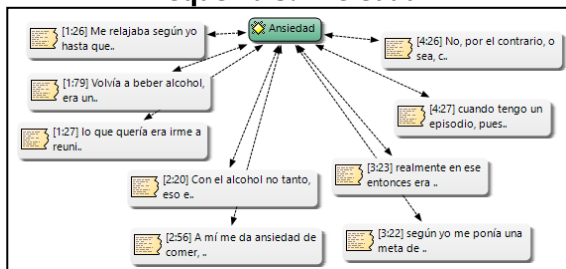 Ansiedad
[1:26] Me relajaba según yo
hasta que..
[4:26] No, por el contrario, o
sea, c..
[1:79] Volvía a beber alcohol,
era un..
[4:27] cuando tengo un
episodio, pues..
[1:27] lo que quería era irme a
reuni..
[2:20] Con el alcohol no tanto,
eso e..
[3:23] realmente en ese
entonces era ..
[2:56] A mí me da ansiedad de
comer, ..
[3:22] según yo me ponía una
meta de ..